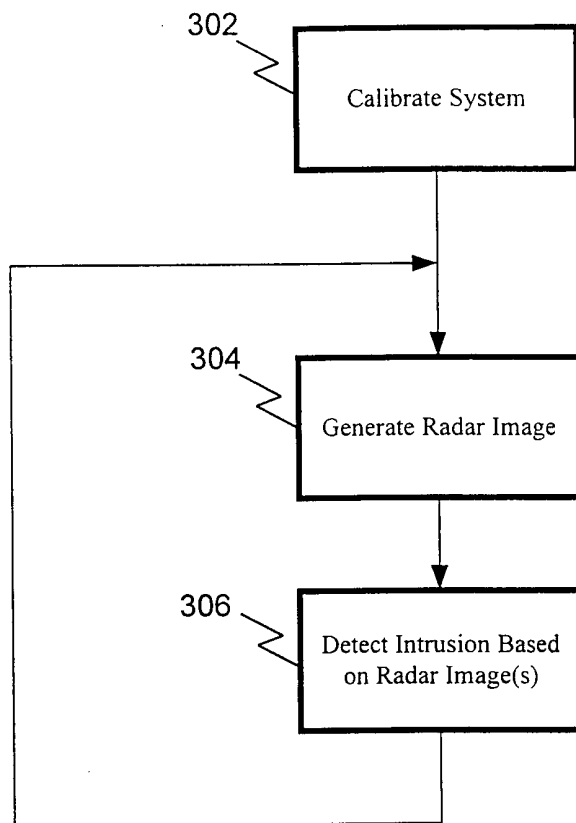 302
Calibrate System
304
Generate Radar Image
306
Detect Intrusion Based
on Radar Image(s)